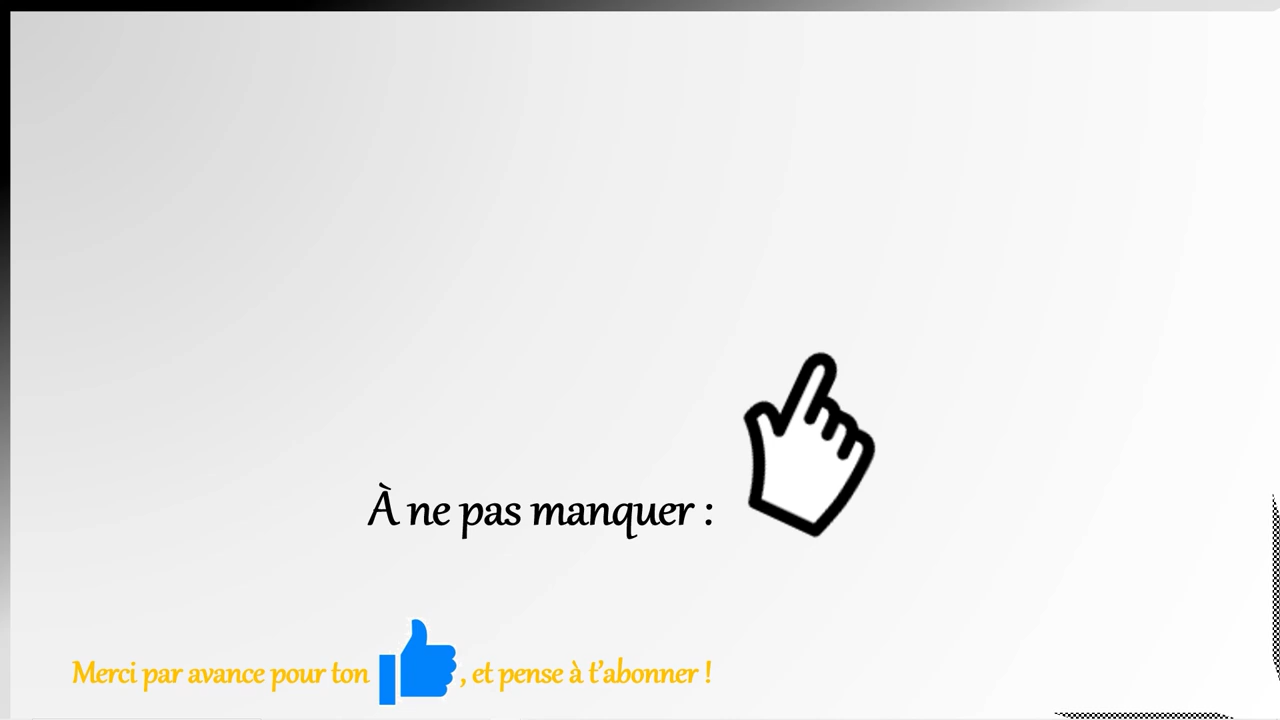 À ne pas manquer :
Merci par avance pour ton , et pense à t’abonner !